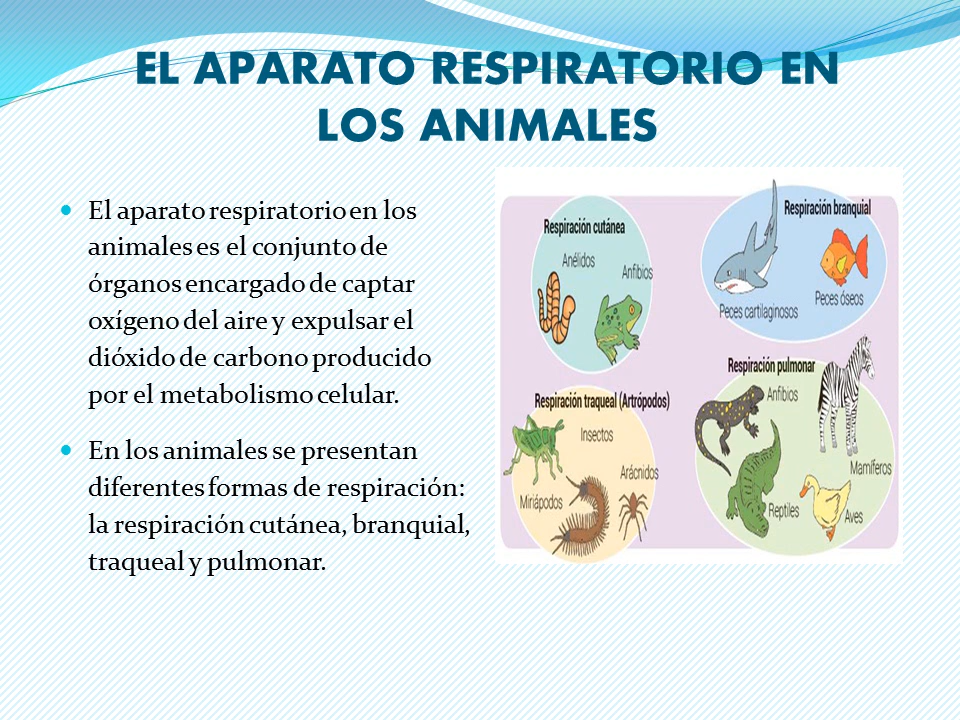 EL APARATO RESPIRATORIO EN
LOS ANIMALES
El aparato respiratorio en los
animales es el conjunto de
órganos encargado de captar
oxígeno del aire y expulsar el
dióxido de carbono producido
por el metabolismo celular.
En los animales se presentan
diferentes formas de respiración:
la respiración cutánea, branquial,
traqueal y pulmonar.
Respiración cutánea
Anélidos
Anfibios
Respiración branquial
Peces cartilaginosos
Peces óseos
Respiración traqueal (Artrópodos)
Insectos
Miriápodos
Arácnidos
Respiración pulmonar
Anfibios
Mamíferos
Reptiles
Aves